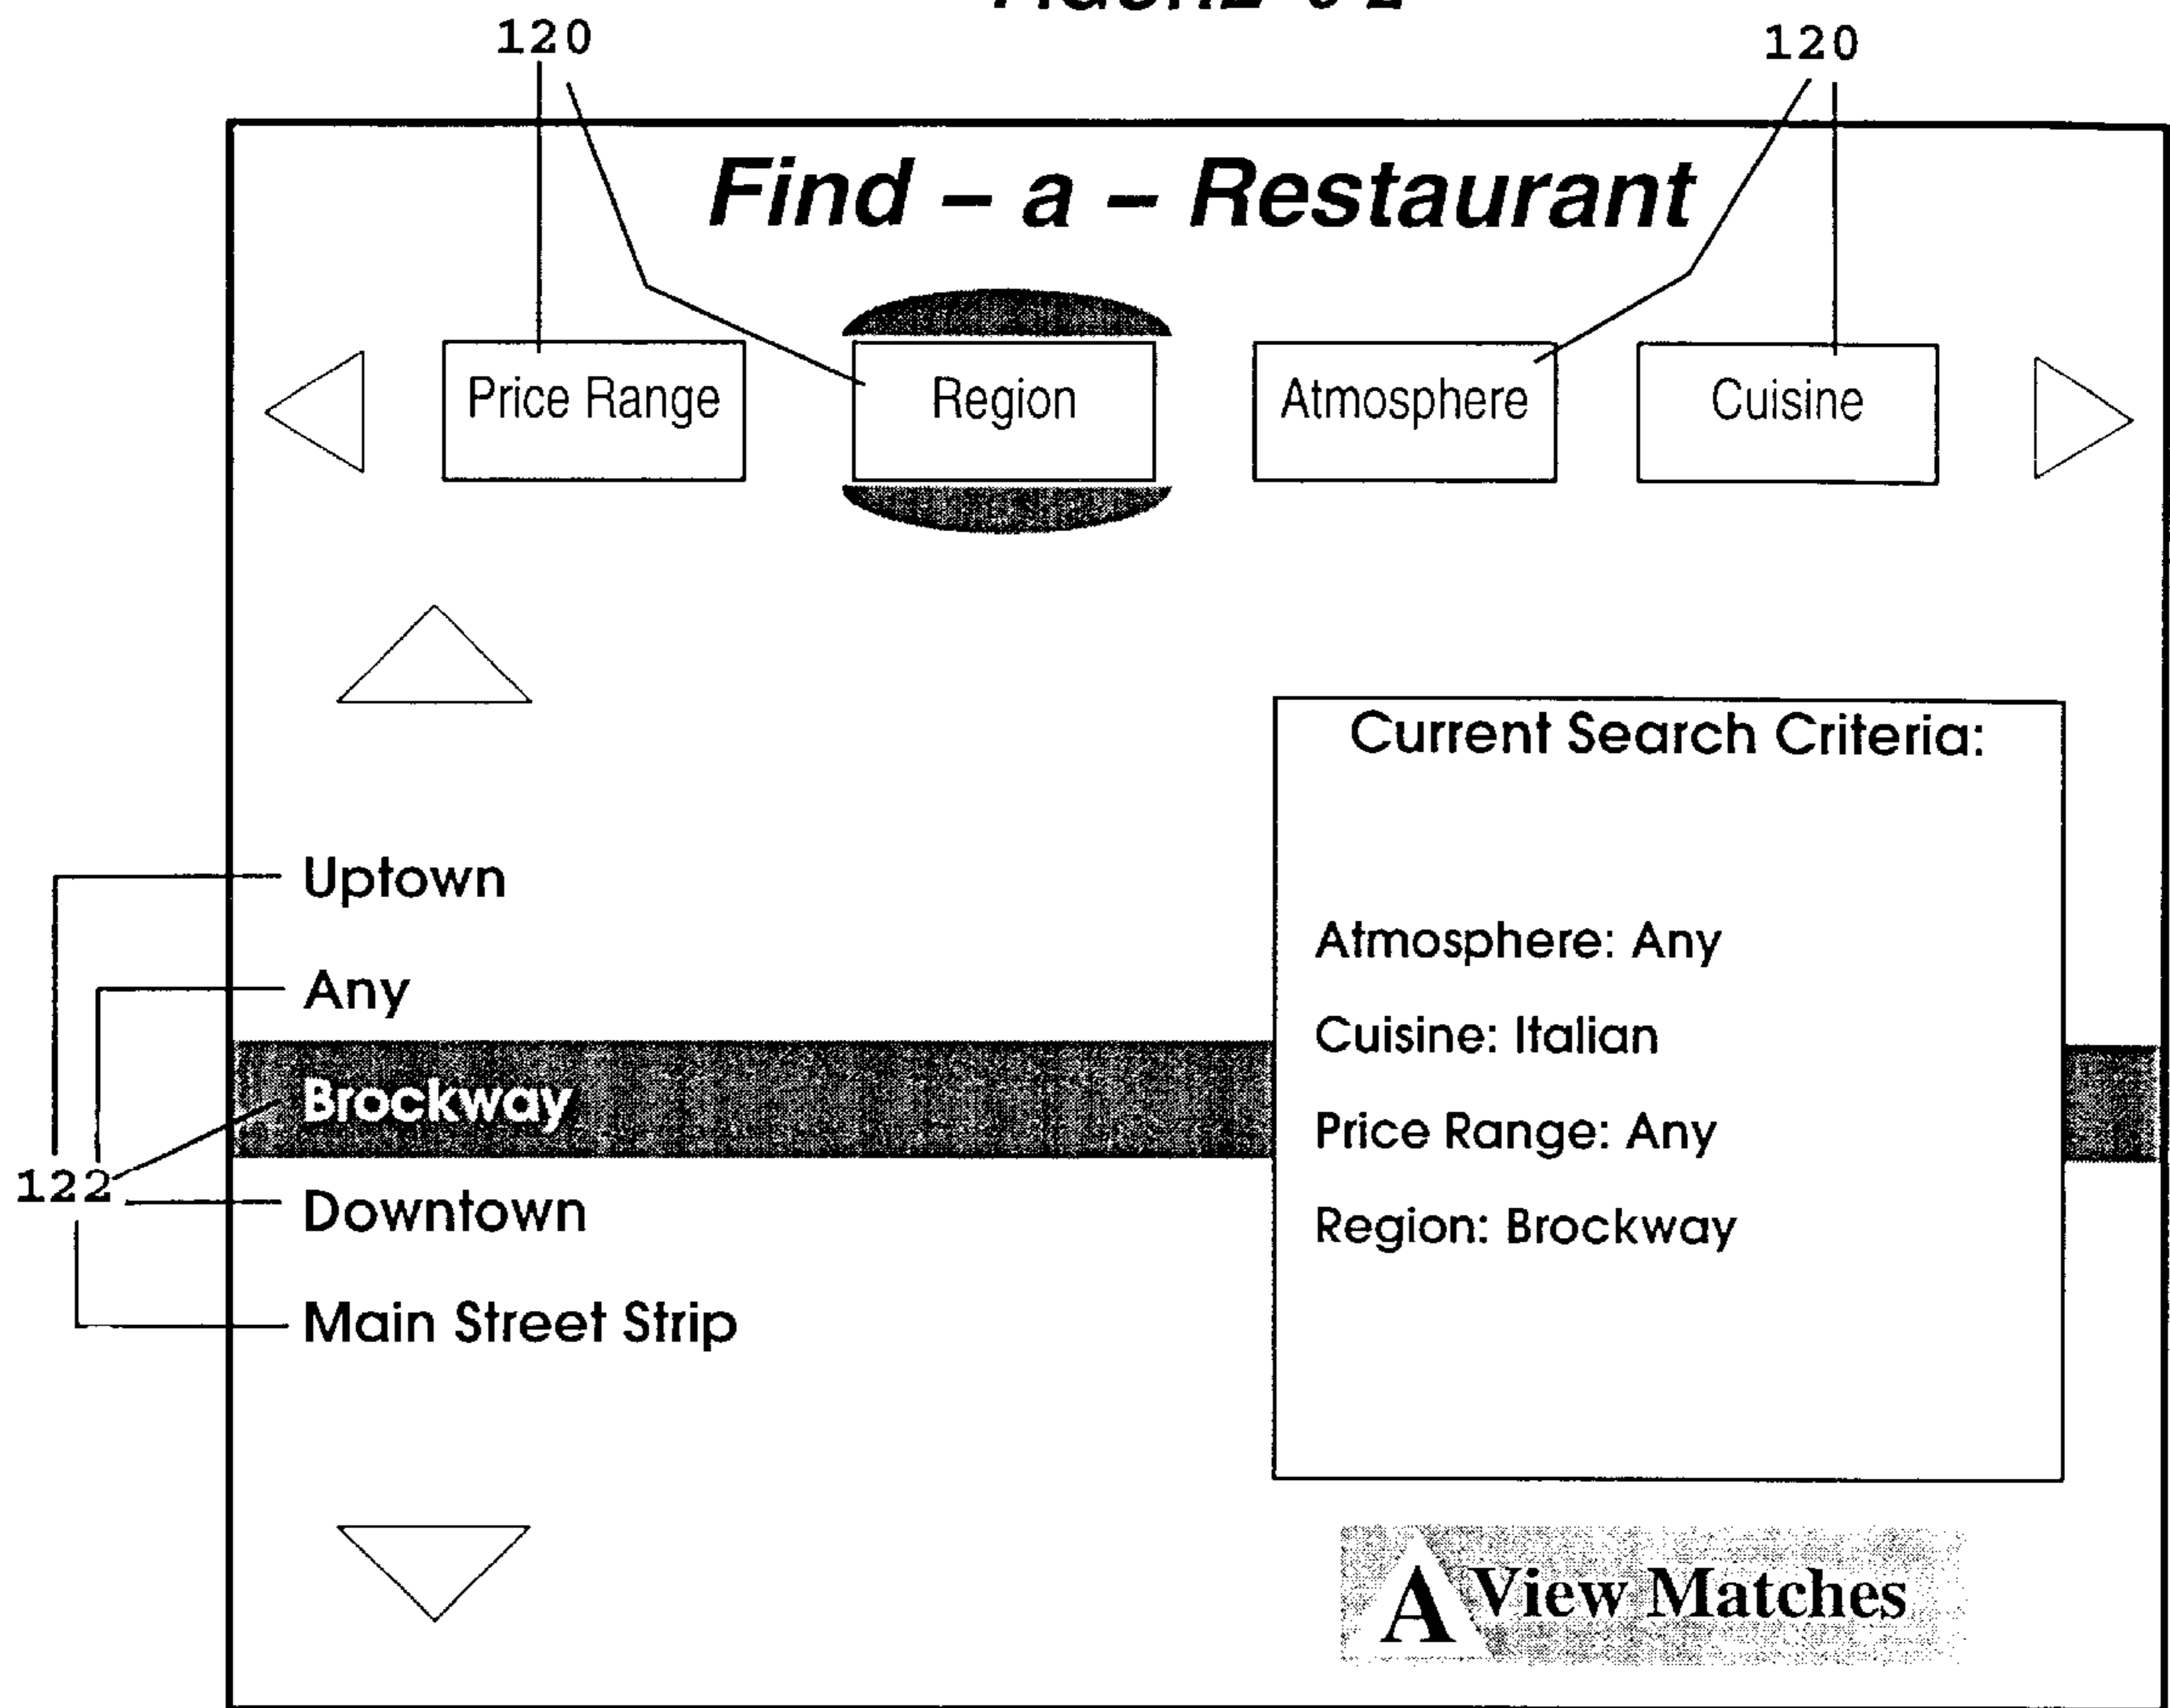 120 120
Find – a – Restaurant
Price Range Region Atmosphere Cuisine
Current Search Criteria:
Uptown
Atmosphere: Any
Any
Cuisine: Italian
Brockway
Price Range: Any
122
Downtown
Region: Brockway
Main Street Strip
A View Matches